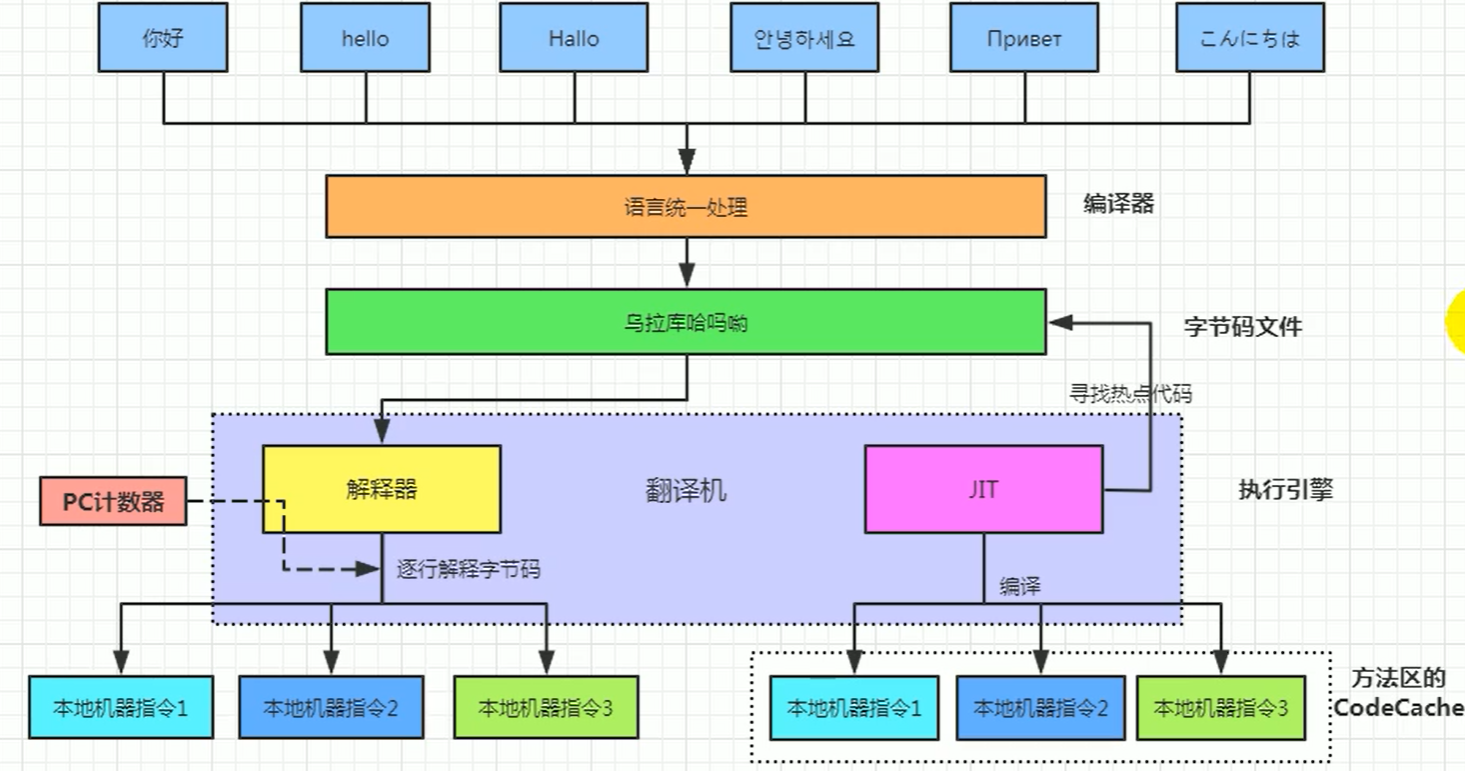 你好
hello
Hallo
안녕하세요
Привет
こんにちは
语言统一处理
编译器
乌拉库哈吗哟
字节码文件
寻找热点代码
PC计数器
解释器
翻译机
JIT
执行引擎
逐行解释字节码
编译
本地机器指令1
本地机器指令2
本地机器指令3
本地机器指令1
本地机器指令2
本地机器指令3
方法区的
CodeCache